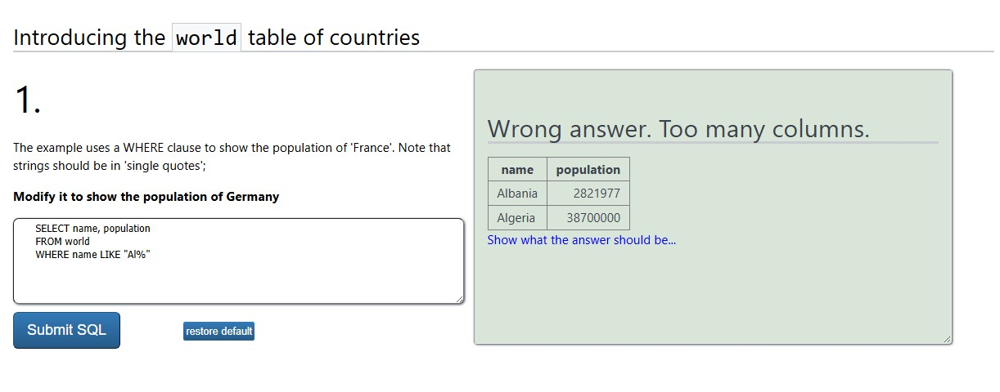 Introducing the world table of countries
1.
The example uses a WHERE clause to show the population of 'France'. Note that
strings should be in 'single quotes';
Modify it to show the population of Germany
SELECT name, population
FROM world
WHERE name LIKE "Al%"
Submit SQL
restore default
Wrong answer. Too many columns.
name population
Albania 2821977
Algeria 38700000
Show what the answer should be...